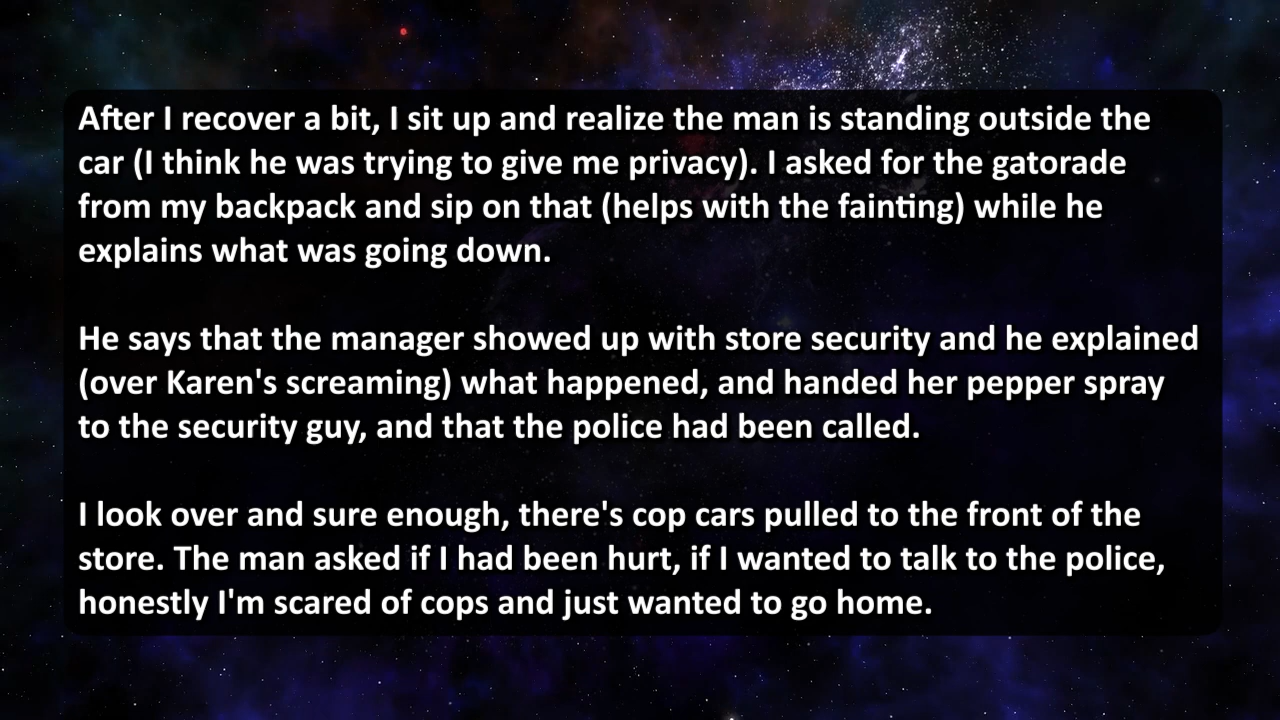 After I recover a bit, I sit up and realize the man is standing outside the
car (I think he was trying to give me privacy). I asked for the gatorade
from my backpack and sip on that (helps with the fainting) while he
explains what was going down.
He says that the manager showed up with store security and he explained
(over Karen's screaming) what happened, and handed her pepper spray
to the security guy, and that the police had been called.
I look over and sure enough, there's cop cars pulled to the front of the
store. The man asked if I had been hurt, if I wanted to talk to the police,
honestly I'm scared of cops and just wanted to go home.